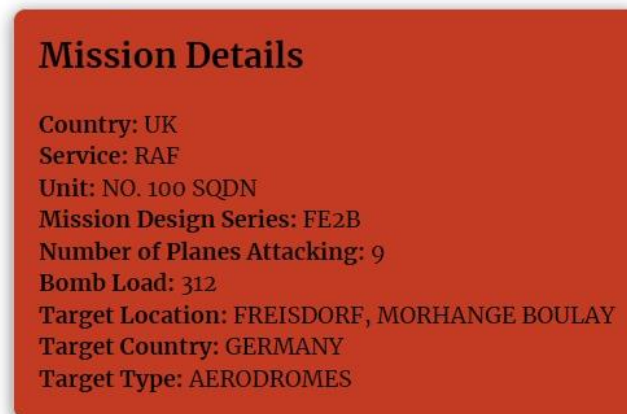 Mission Details
Country: UK
Service: RAF
Unit: NO. 100 SQDN
Mission Design Series: FE2B
Number of Planes Attacking: 9
Bomb Load: 312
Target Location: FREISDORF, MORHANGE BOULAY
Target Country: GERMANY
Target Type: AERODROMES